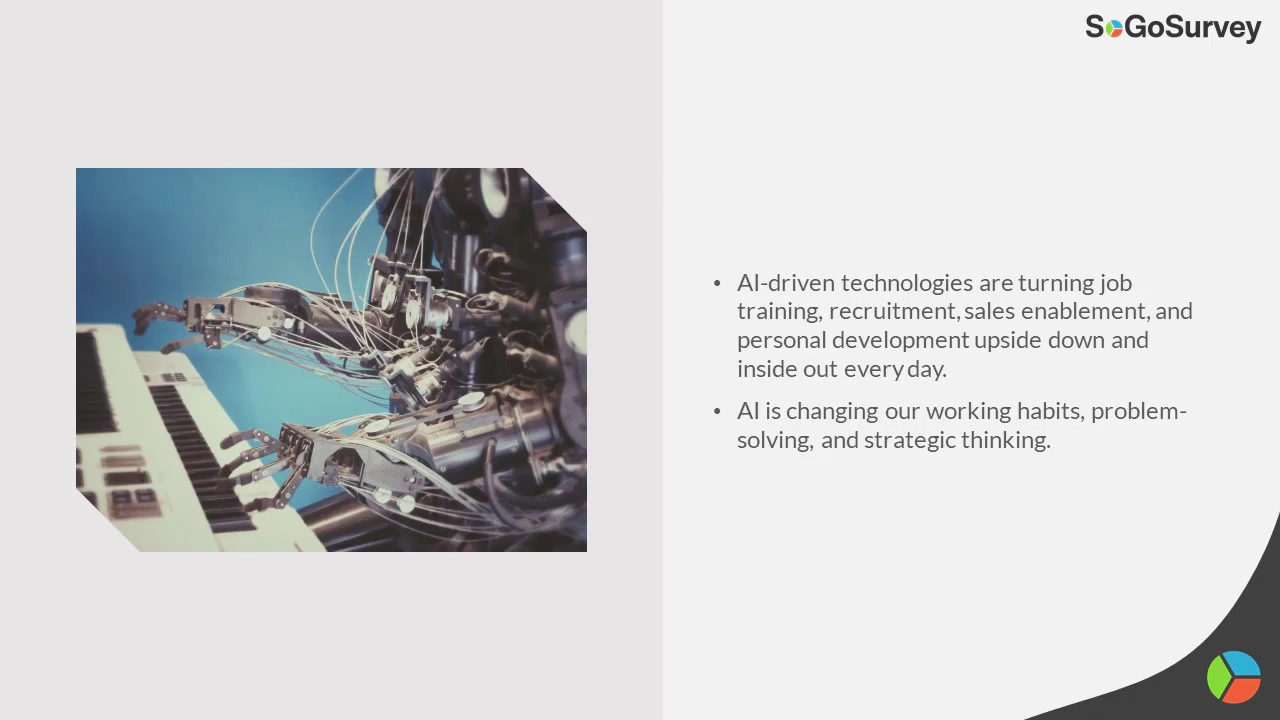 SoGoSurvey
• AI-driven technologies are turning job
training, recruitment, sales enablement, and
personal development upside down and
inside out every day.
• AI is changing our working habits, problem-
solving, and strategic thinking.